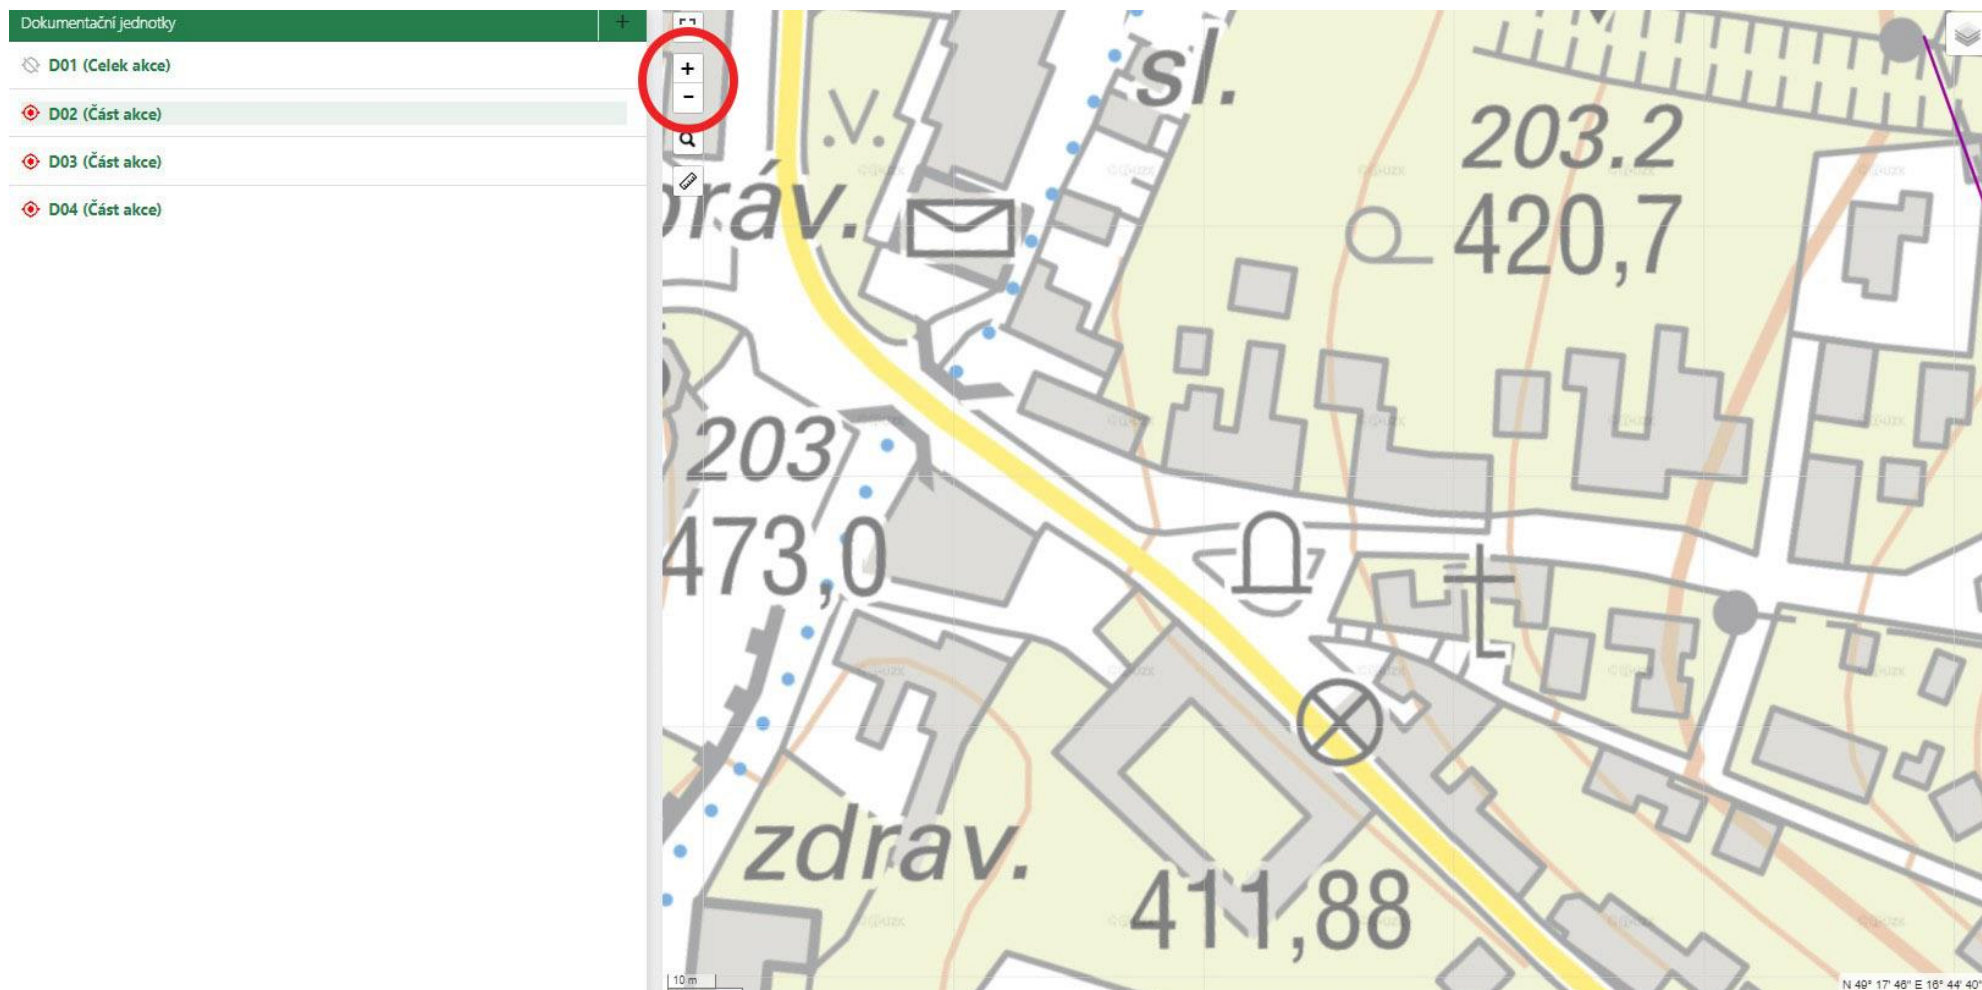 Dokumentační jednotky +
D01 (Celek akce)
D02 (Část akce)
D03 (Část akce)
D04 (Část akce)
+
-
sl.
.v.
203.2
práv.
420,7
203
473,0
zdrav.
411,88
10 m
N 49° 17' 46" E 16° 44' 40"